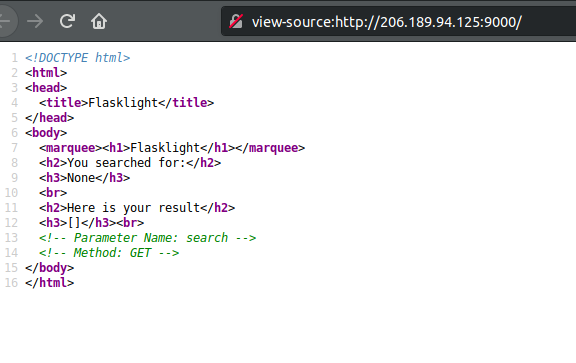 view-source:http://206.189.94.125:9000/
1 <!DOCTYPE html>
2 <html>
3 <head>
4   <title>Flasklight</title>
5 </head>
6 <body>
7   <marquee><h1>Flasklight</h1></marquee>
8   <h2>You searched for:</h2>
9   <h3>None</h3>
10   <br>
11   <h2>Here is your result</h2>
12   <h3>[]</h3><br>
13   <!-- Parameter Name: search -->
14   <!-- Method: GET -->
15 </body>
16 </html>